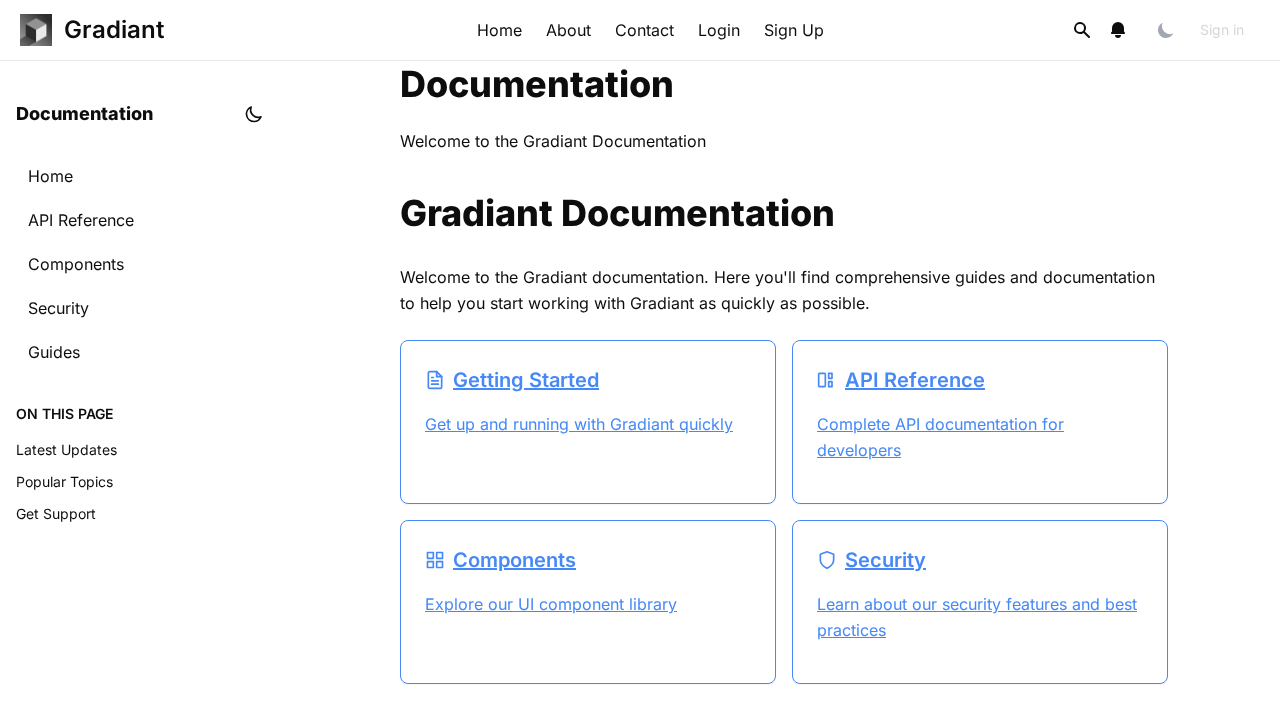 Gradiant
Home About Contact Login Sign Up
Sign in
Documentation
Home
API Reference
Components
Security
Guides
ON THIS PAGE
Latest Updates
Popular Topics
Get Support
Documentation
Welcome to the Gradiant Documentation
Gradiant Documentation
Welcome to the Gradiant documentation. Here you'll find comprehensive guides and documentation
to help you start working with Gradiant as quickly as possible.
Getting Started
Get up and running with Gradiant quickly
API Reference
Complete API documentation for
developers
Components
Explore our UI component library
Security
Learn about our security features and best
practices